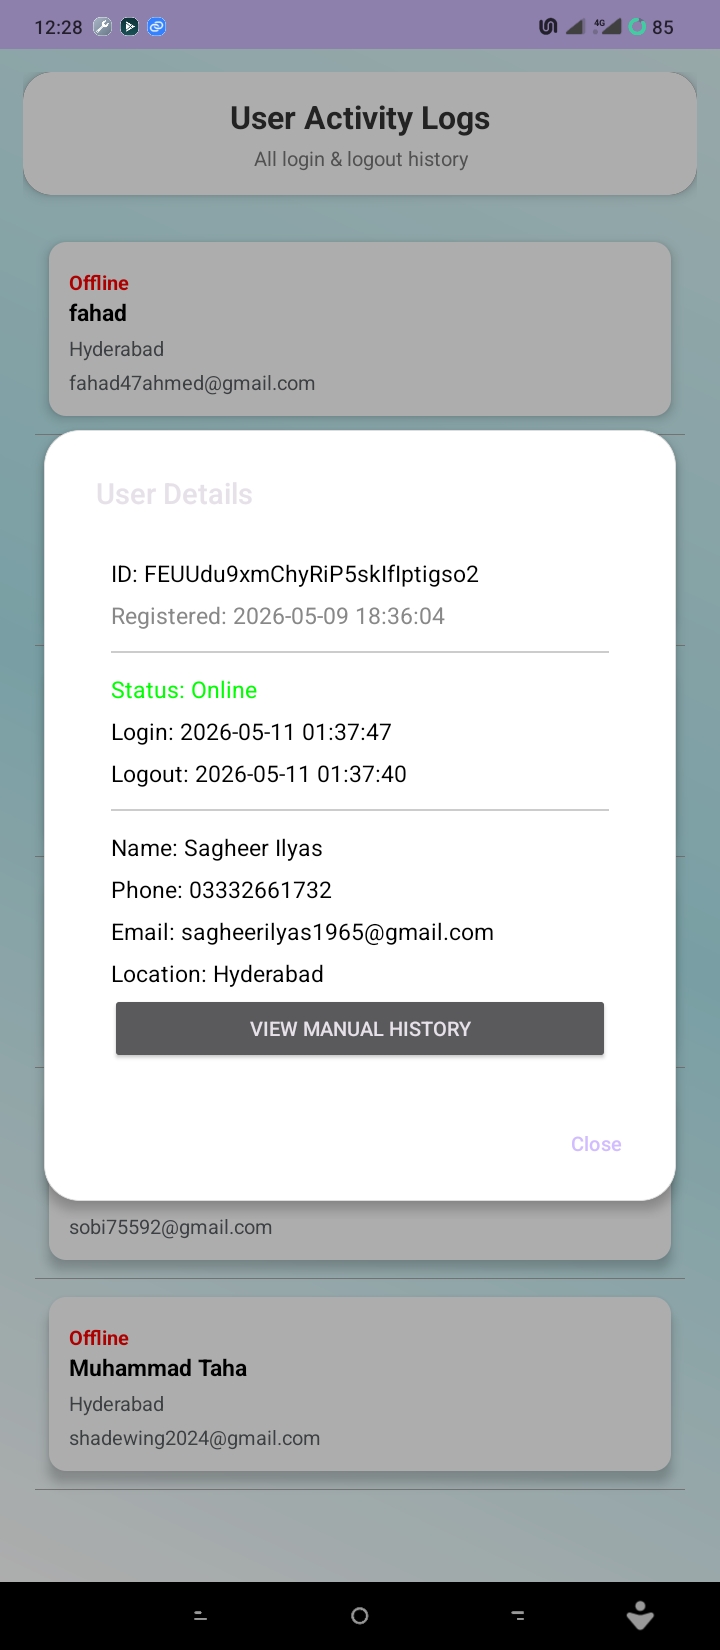 12:28
4G
85
User Activity Logs
All login & logout history
Offline
fahad
Hyderabad
fahad47ahmed@gmail.com
User Details
ID: FEUUdu9xmChyRiP5skIfIptigso2
Registered: 2026-05-09 18:36:04
Status: Online
Login: 2026-05-11 01:37:47
Logout: 2026-05-11 01:37:40
Name: Sagheer Ilyas
Phone: 03332661732
Email: sagheerilyas1965@gmail.com
Location: Hyderabad
VIEW MANUAL HISTORY
Close
sobi75592@gmail.com
Offline
Muhammad Taha
Hyderabad
shadewing2024@gmail.com